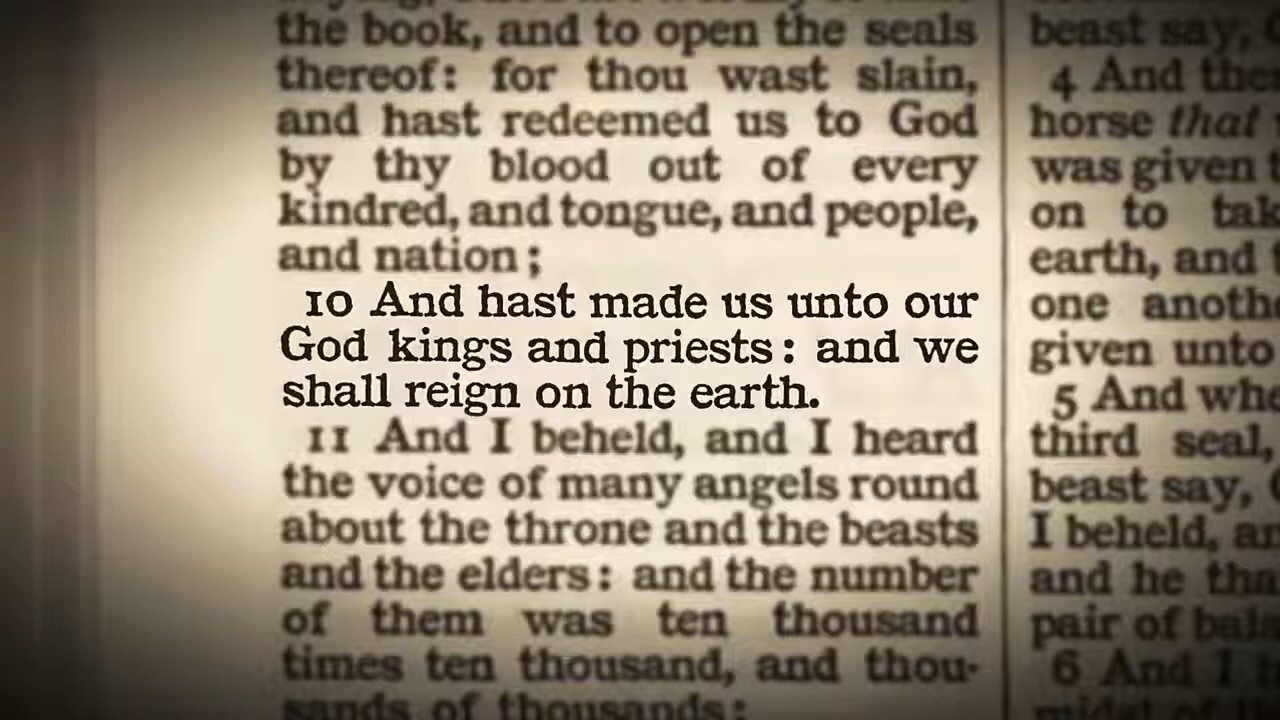 the book, and to open the seals
thereof: for thou wast slain,
and hast redeemed us to God
by thy blood out of every
kindred, and tongue, and people,
and nation;
10 And hast made us unto our
God kings and priests: and we
shall reign on the earth.
11 And I beheld, and I heard
the voice of many angels round
about the throne and the beasts
and the elders: and the number
of them was ten thousand
times ten thousand, and thou-
sands of thousands:
beast say,
4 And
horse that
was given
on to
earth, and
one
given unto
5 And
third seal,
beast say,
I beheld,
and he
pair of
6 And I
midst of